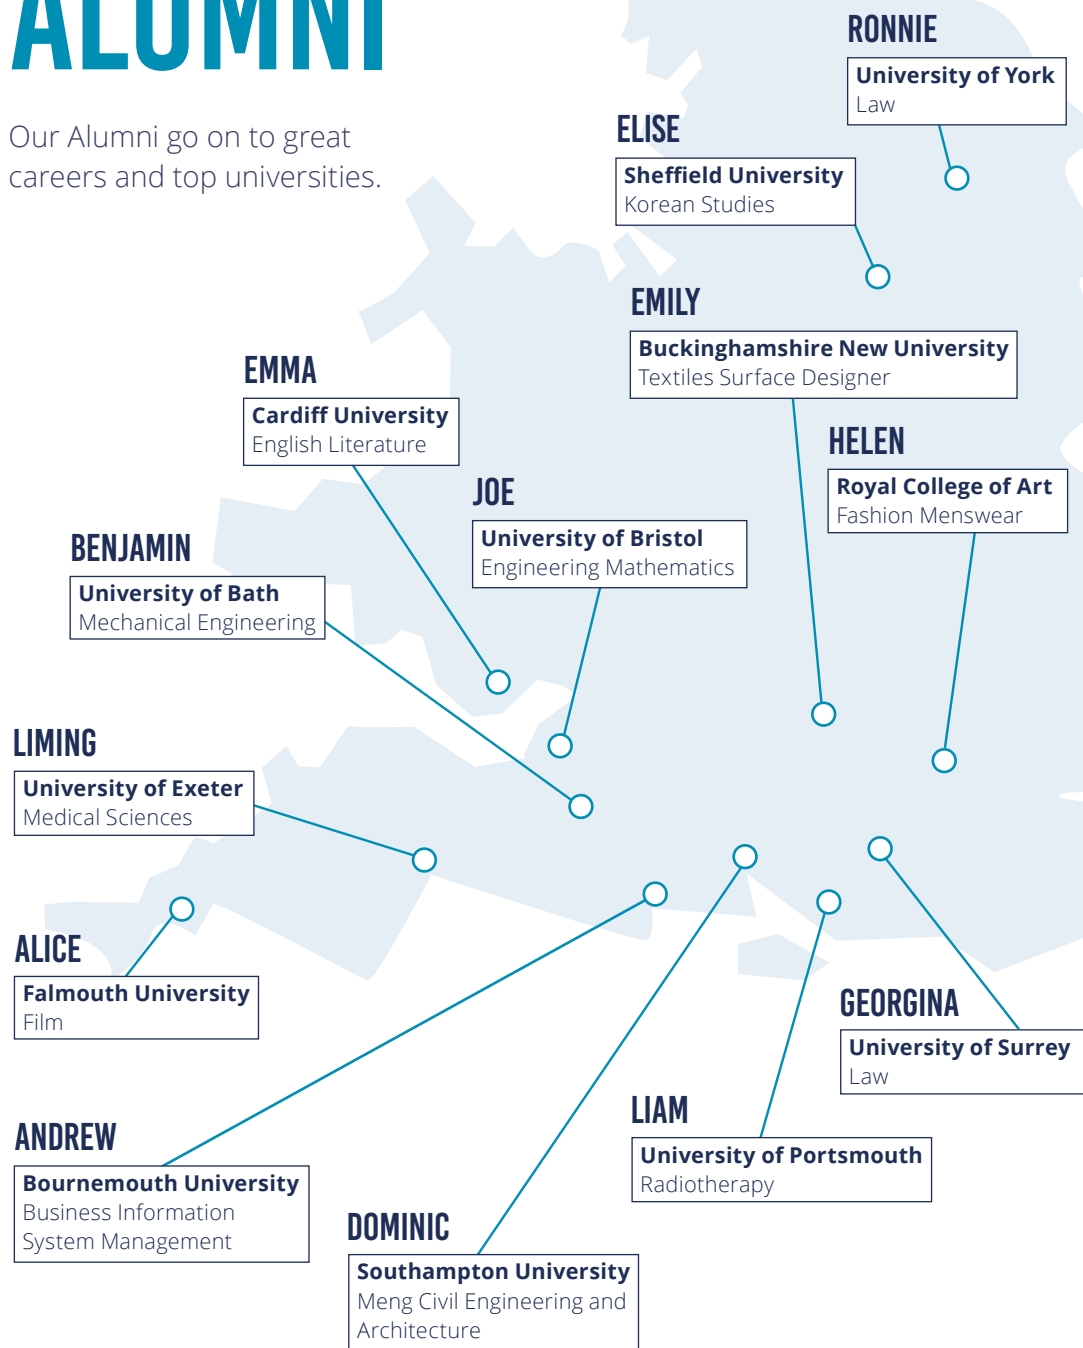 ALUMNI
Our Alumni go on to great
careers and top universities.
RONNIE
University of York
Law
ELISE
Sheffield University
Korean Studies
EMILY
Buckinghamshire New University
Textiles Surface Designer
EMMA
Cardiff University
English Literature
HELEN
Royal College of Art
Fashion Menswear
JOE
University of Bristol
Engineering Mathematics
BENJAMIN
University of Bath
Mechanical Engineering
LIMING
University of Exeter
Medical Sciences
ALICE
Falmouth University
Film
GEORGINA
University of Surrey
Law
LIAM
University of Portsmouth
Radiotherapy
ANDREW
Bournemouth University
Business Information
System Management
DOMINIC
Southampton University
Meng Civil Engineering and
Architecture